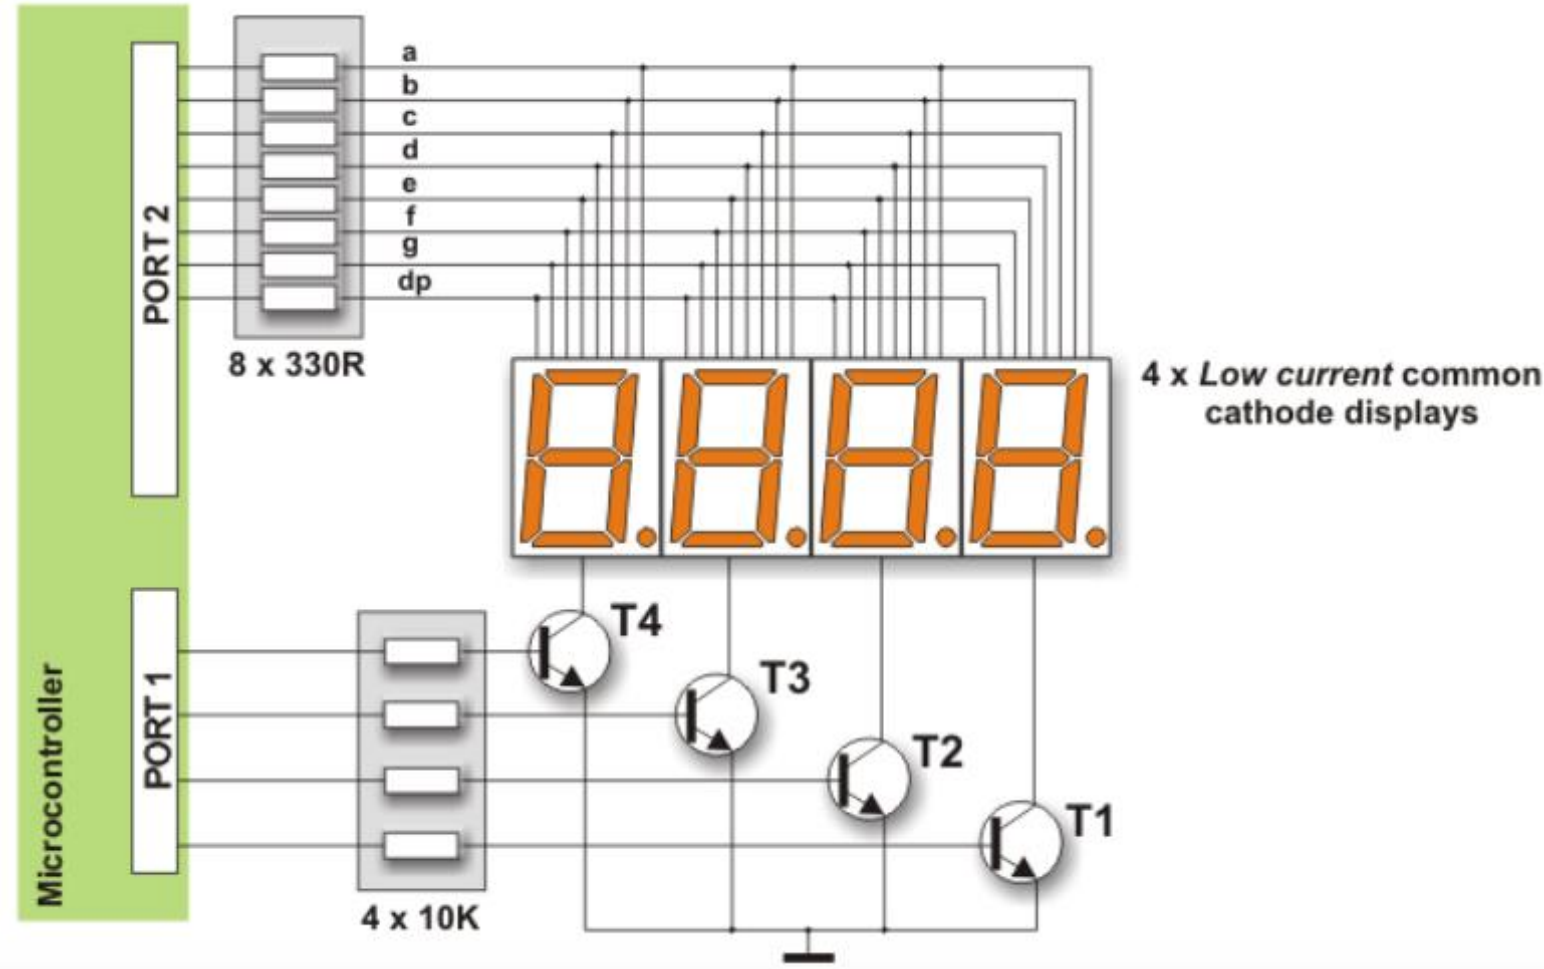 a
b
c
d
e
f
g
dp
PORT 2
8 x 330R
4 x Low current common
cathode displays
T4
T3
T2
T1
PORT 1
Microcontroller
4 x 10K